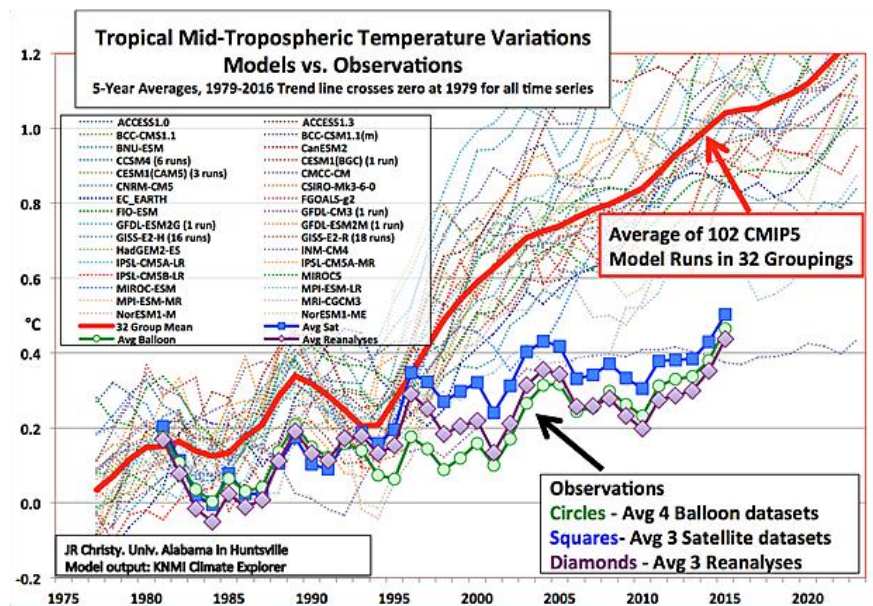 Tropical Mid-Tropospheric Temperature Variations
Models vs. Observations
5-Year Averages, 1979-2016 Trend line crosses zero at 1979 for all time series
1.2
1.0
0.8
0.6
°C
0.4
0.2
0.0
-0.2
ACCESS1.0 ACCESS1.3
BCC-CMS1.1 BCC-CSM1.1(m)
BNU-ESM CanESM2
CCSM4 (6 runs) CESM1(BGC) (1 run)
CESM1(CAM5) (3 runs) CMCC-CM
CNRM-CM5 CSIRO-Mk3-6-0
EC_EARTH FGOALS-g2
FIO-ESM GFDL-CM3 (1 run)
GFDL-ESM2G (1 run) GFDL-ESM2M (1 run)
GISS-E2-H (16 runs) GISS-E2-R (18 runs)
HadGEM2-ES INM-CM4
IPSL-CM5A-LR IPSL-CM5A-MR
IPSL-CM5B-LR MIROC5
MIROC-ESM MPI-ESM-LR
MPI-ESM-MR MRI-CGCM3
NorESM1-M NorESM1-ME
32 Group Mean Avg Sat
Avg Balloon Avg Reanalyses
Average of 102 CMIP5
Model Runs in 32 Groupings
Observations
Circles - Avg 4 Balloon datasets
Squares- Avg 3 Satellite datasets
Diamonds - Avg 3 Reanalyses
JR Christy. Univ. Alabama in Huntsville
Model output: KNMI Climate Explorer
1975 1980 1985 1990 1995 2000 2005 2010 2015 2020